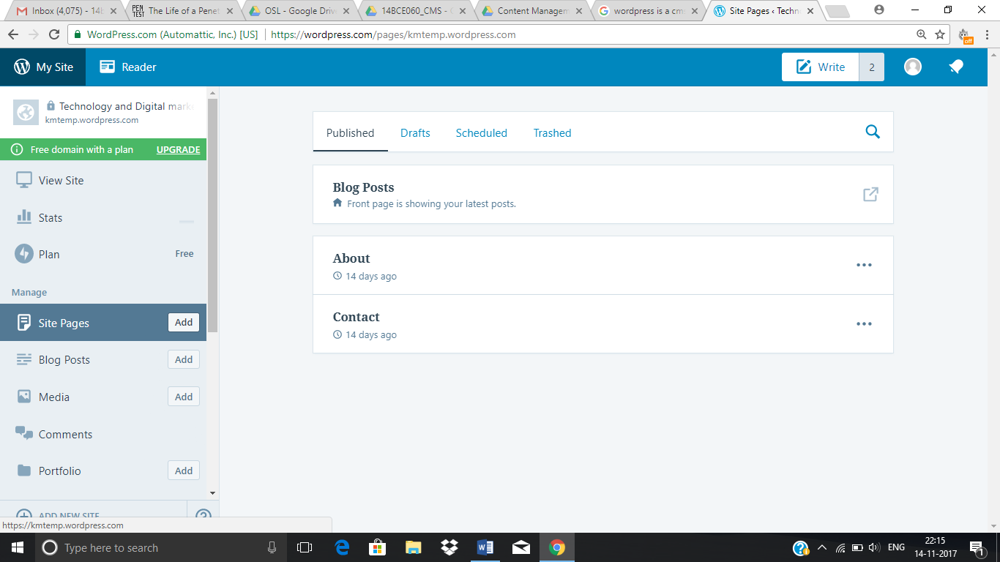 Inbox (4,075) - 14b
The Life of a Penet
OSL - Google Drive
14BCE060_CMS -
Content Managem
wordpress is a cm
Site Pages ‹ Techn
PEN TEST
WordPress.com (Automattic, Inc.) [US]
https://wordpress.com/pages/kmtemp.wordpress.com
off
My Site
Reader
Write
2
Technology and Digital mark
kmtemp.wordpress.com
Free domain with a plan
UPGRADE
View Site
Stats
Plan
Free
Manage
Site Pages
Add
Blog Posts
Add
Media
Add
Comments
Portfolio
Add
ADD NEW SITE
https://kmtemp.wordpress.com
Published
Drafts
Scheduled
Trashed
Blog Posts
Front page is showing your latest posts.
About
14 days ago
Contact
14 days ago
Type here to search
ENG
22:15
14-11-2017
1